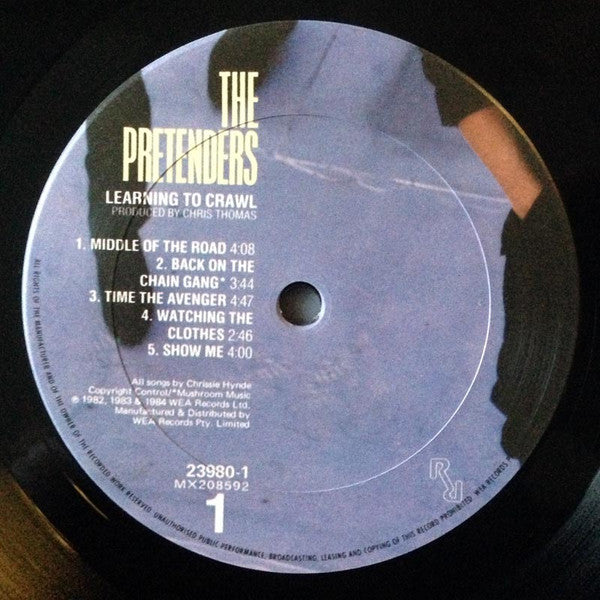 THE
PRETENDERS
LEARNING TO CRAWL
PRODUCED BY CHRIS THOMAS
1. MIDDLE OF THE ROAD 4:08
2. BACK ON THE
CHAIN GANG* 3:44
3. TIME THE AVENGER 4:47
4. WATCHING THE
CLOTHES 2:46
5. SHOW ME 4:00
All songs by Chrissie Hynde
Copyright Control/*Mushroom Music
℗ 1982, 1983 & 1984 WEA Records Ltd.
Manufactured & Distributed by
WEA Records Pty. Limited
23980-1
MX208592
1
ALL RIGHTS OF THE MANUFACTURER AND OF THE OWNER OF THE RECORDED WORK RESERVED. UNAUTHORISED PUBLIC PERFORMANCE, BROADCASTING, LEASING AND COPYING OF THIS RECORD PROHIBITED. WEA RECORDS